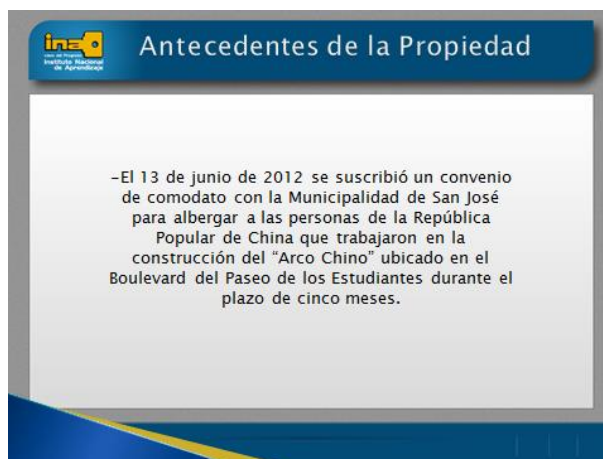 ina
Instituto Nacional
de Aprendizaje
Antecedentes de la Propiedad
-El 13 de junio de 2012 se suscribió un convenio
de comodato con la Municipalidad de San José
para albergar a las personas de la República
Popular de China que trabajaron en la
construcción del “Arco Chino” ubicado en el
Boulevard del Paseo de los Estudiantes durante el
plazo de cinco meses.